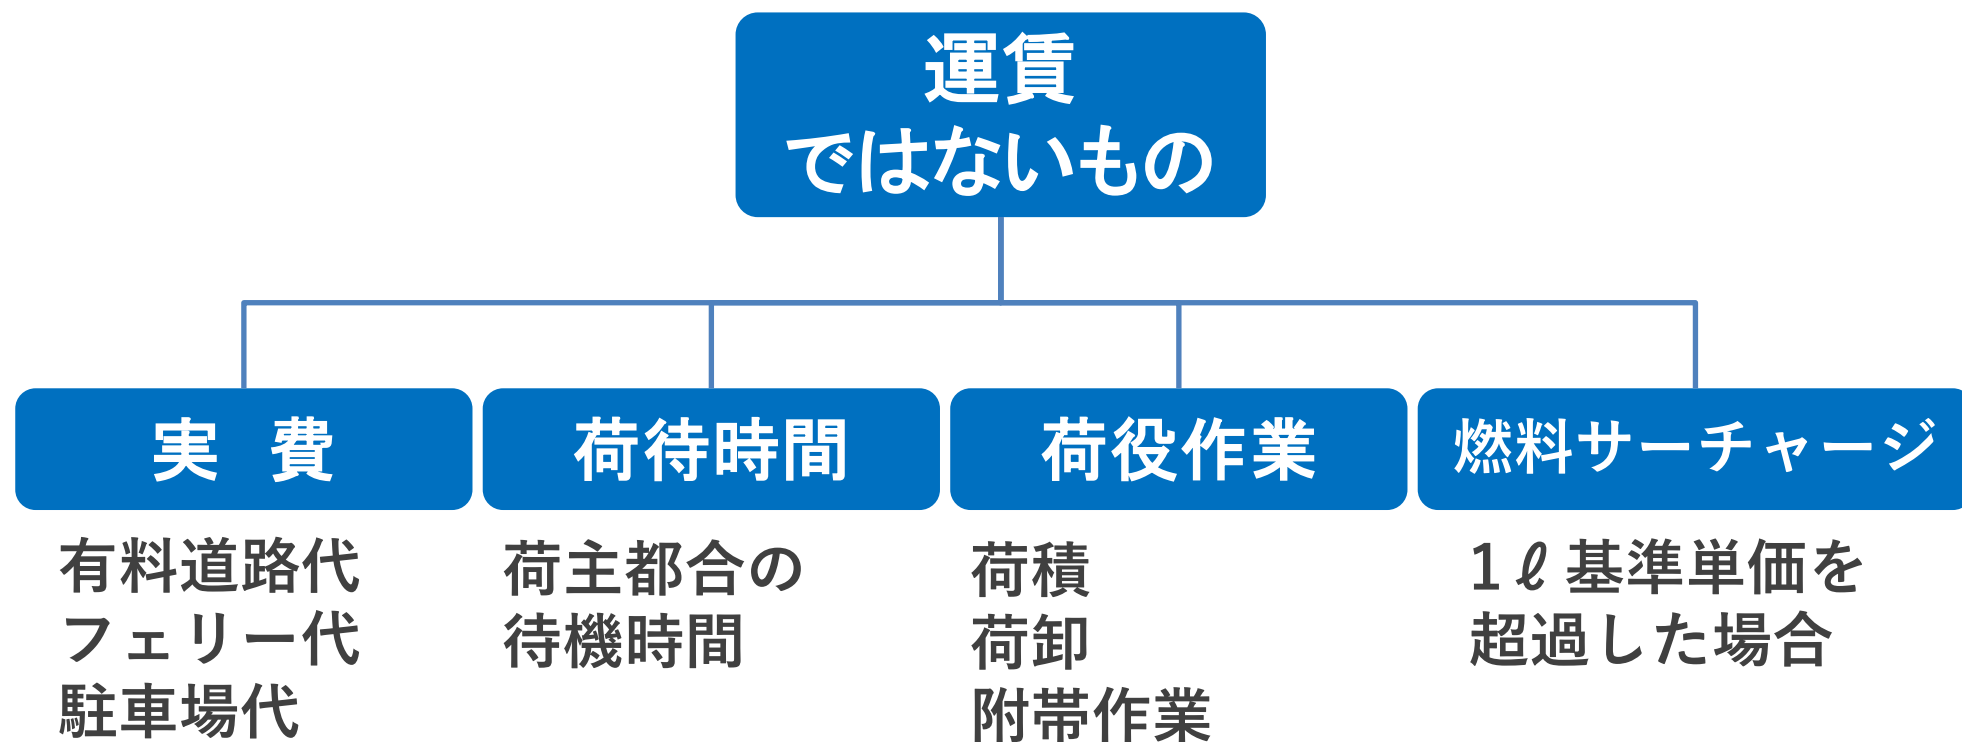 運賃
ではないもの
実 費
荷待時間
荷役作業
燃料サーチャージ
有料道路代
フェリー代
駐車場代
荷主都合の
待機時間
荷積
荷卸
附帯作業
1ℓ基準単価を
超過した場合